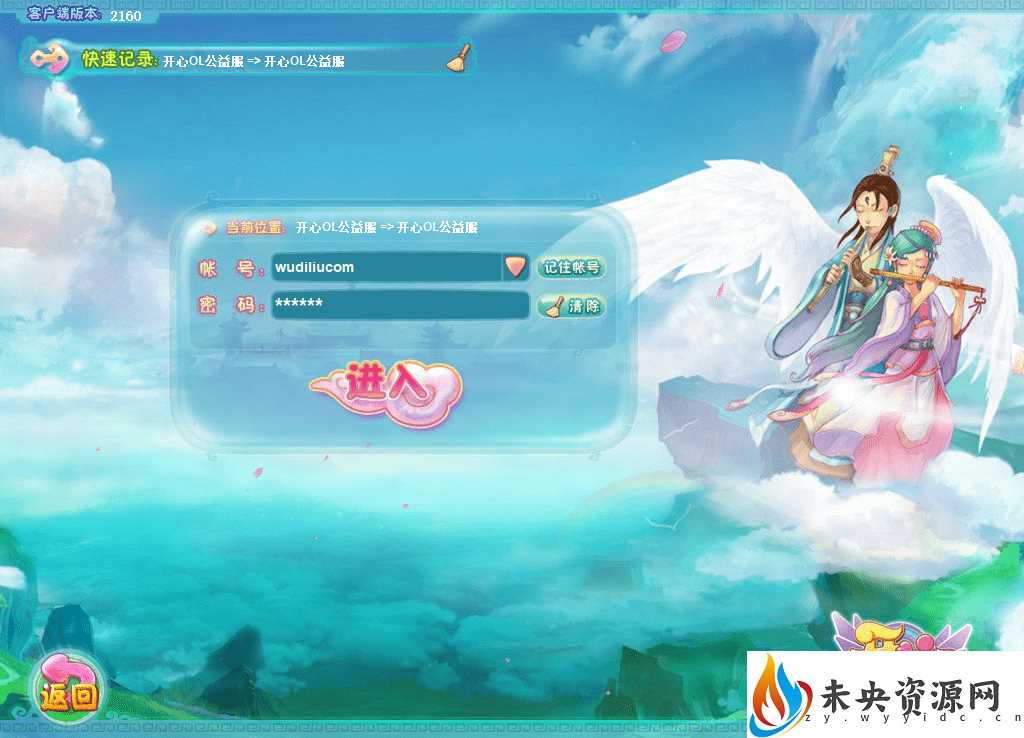 客户端版本: 2160
快速记录: 开心OL公益服 => 开心OL公益服
当前位置: 开心OL公益服 => 开心OL公益服
帐 号: wudiliucom 记住帐号
密 码: ****** 清除
进入
返回
未央资源网
zy.wyyidc.cn